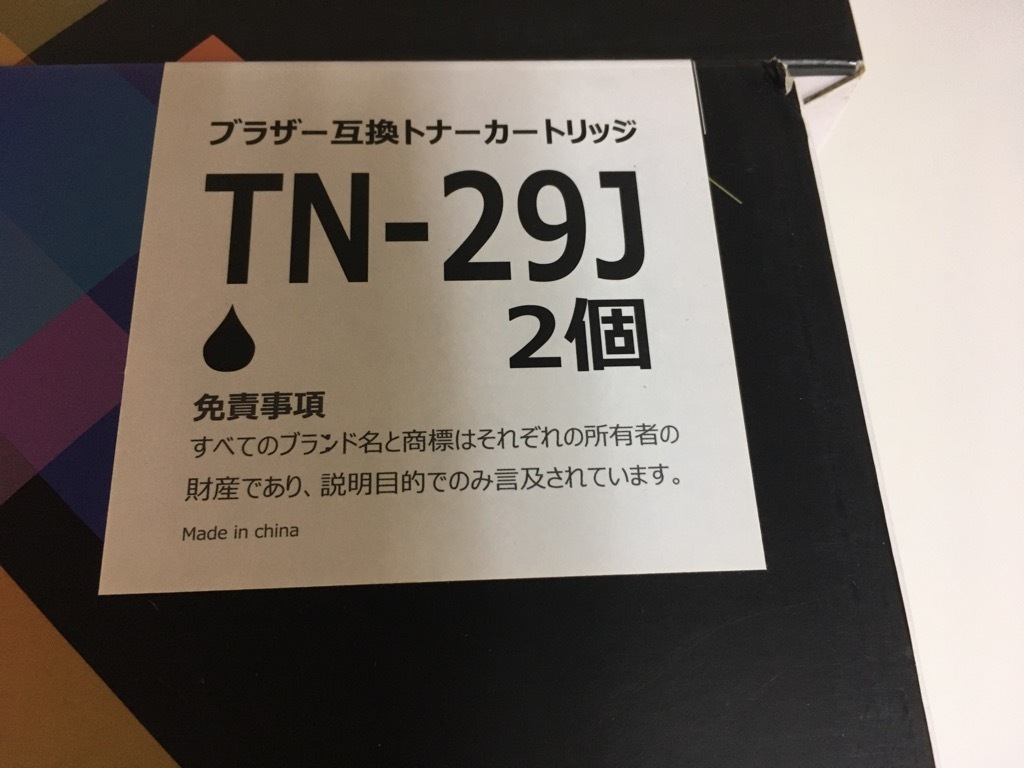 ブラザー互換トナーカートリッジ
TN-29J
2個
免責事項
すべてのブランド名と商標はそれぞれの所有者の
財産であり、説明目的でのみ言及されています。
Made in china